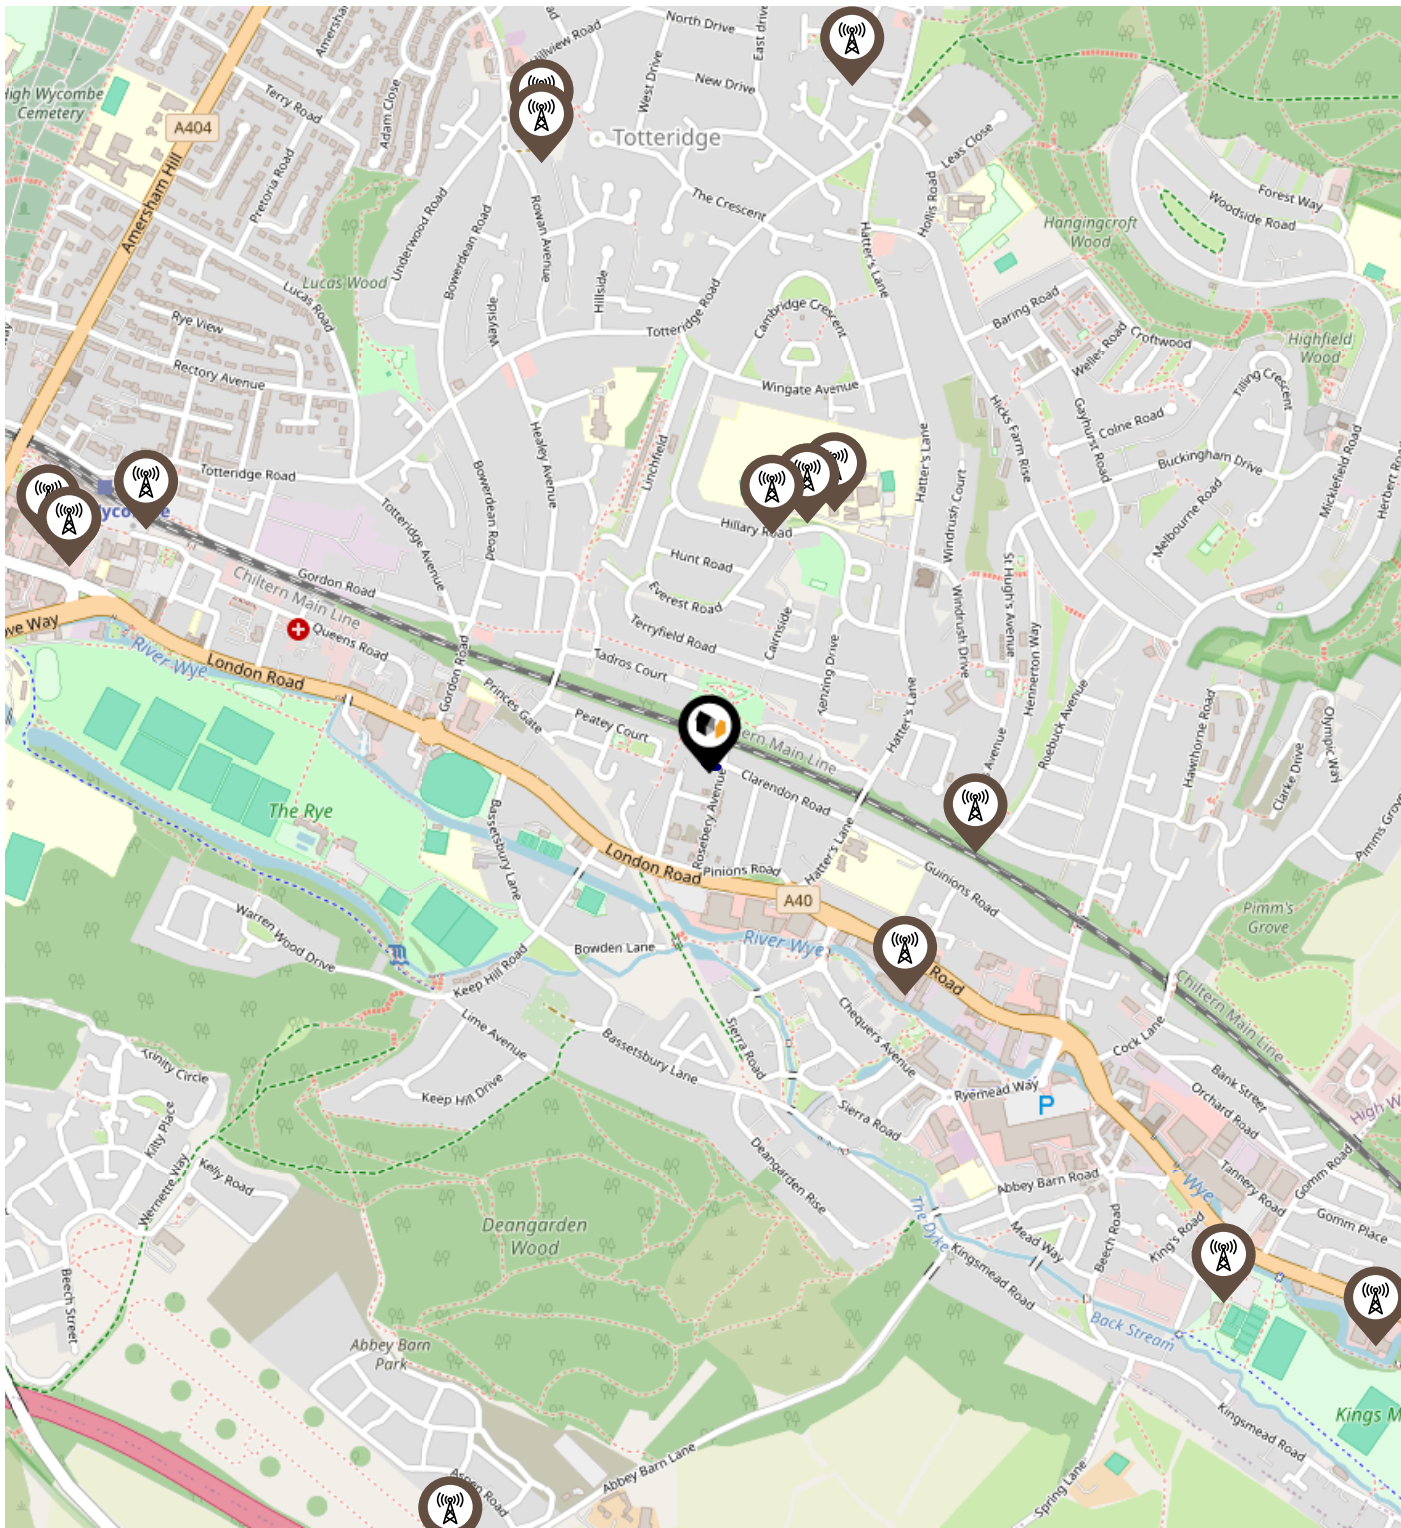 North Drive
East drive
Hillview Road
West Drive
New Drive
High Wycombe
Cemetery
Terry Road
Adam Close
A404
Totteridge
Leas Close
Pretoria Road
Amersham Hill
The Crescent
Hollis Road
Forest Way
Woodside Road
Hangingcroft
Wood
Underwood Road
Bowerdean Road
Rowan Avenue
Hatter's Lane
Lucas Wood
Lucas Road
Hillside
Wayside
Totteridge Road
Cambridge Crescent
Baring Road
Rye View
Croftwood
Welles Road
Highfield
Wood
Rectory Avenue
Wingate Avenue
Tilling Crescent
Hicks Farm Rise
Gayhurst Road
Colne Road
Healey Avenue
Linchfield
Hatter's Lane
Buckingham Drive
Micklefield Road
Herbert Road
Totteridge Road
Bowerdean Road
Totteridge Avenue
Windrush Court
Melbourne Road
Hillary Road
Hunt Road
Gordon Road
Chiltern Main Line
Everest Road
St Hugh's Avenue
Windrush Drive
Hennerton Way
Cairnside
Terryfield Road
Queens Road
River Wye
London Road
Gordon Road
Tadros Court
Kenzing Drive
Hatter's Lane
Princes Gate
Peatey Court
Roebuck Avenue
Hawthorne Road
Olympic Way
Clarke Drive
Clarendon Road
Rosebery Avenue
The Rye
Bassetsbury Lane
London Road
Pinions Road
Hatter's Lane
Guinions Road
Pimms Grove
A40
Pimm's
Grove
Warren Wood Drive
Bowden Lane
River Wye
Keep Hill Road
Road
Chiltern Main Line
Lime Avenue
Sierra Road
Chequers Avenue
Cock Lane
Bassetsbury Lane
Trinity Circle
Keep Hill Drive
Ryemead Way
P
Bank Street
Orchard Road
Kilty Place
Sierra Road
Deangarden Rise
Kelly Road
Wernette Way
Abbey Barn Road
Wye
Tannery Road
Gomm Road
Gomm Place
Deangarden
Wood
The Dyke
Mead Way
Beech Road
King's Road
Kingsmead Road
Beech Street
Back Stream
Abbey Barn
Park
Kings M
Kingsmead Road
Abbey Barn Lane
Spring Lane